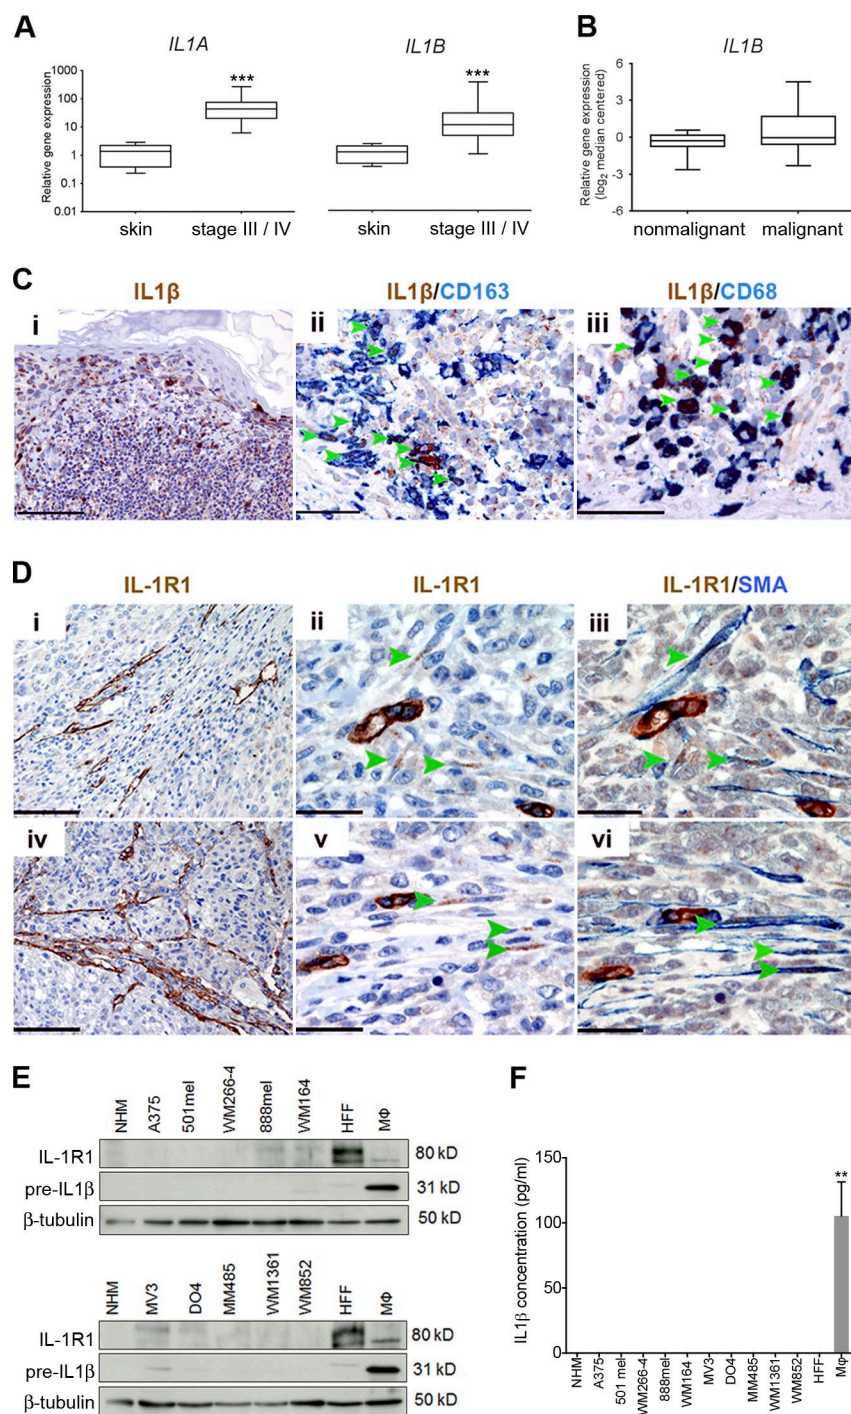 A
IL1A
Relative gene expression
1000
100
10
1
0.1
0.01
***
skin
stage III / IV
IL1B
***
skin
stage III / IV
B
IL1B
Relative gene expression
(log2 median centered)
6
3
0
-3
-6
nonmalignant
malignant
C
IL1β
IL1β/CD163
IL1β/CD68
i
ii
iii
D
IL-1R1
IL-1R1
IL-1R1/SMA
i
ii
iii
iv
v
vi
E
NHM
A375
501mel
WM266-4
888mel
WM164
HFF
MΦ
IL-1R1
80 kD
pre-IL1β
31 kD
β-tubulin
50 kD
NHM
MV3
DO4
MM485
WM1361
WM852
HFF
MΦ
IL-1R1
80 kD
pre-IL1β
31 kD
β-tubulin
50 kD
F
IL1β concentration (pg/ml)
150
100
50
0
**
NHM
A375
501 mel
WM266-4
888mel
WM164
MV3
DO4
MM485
WM1361
WM852
HFF
Mφ